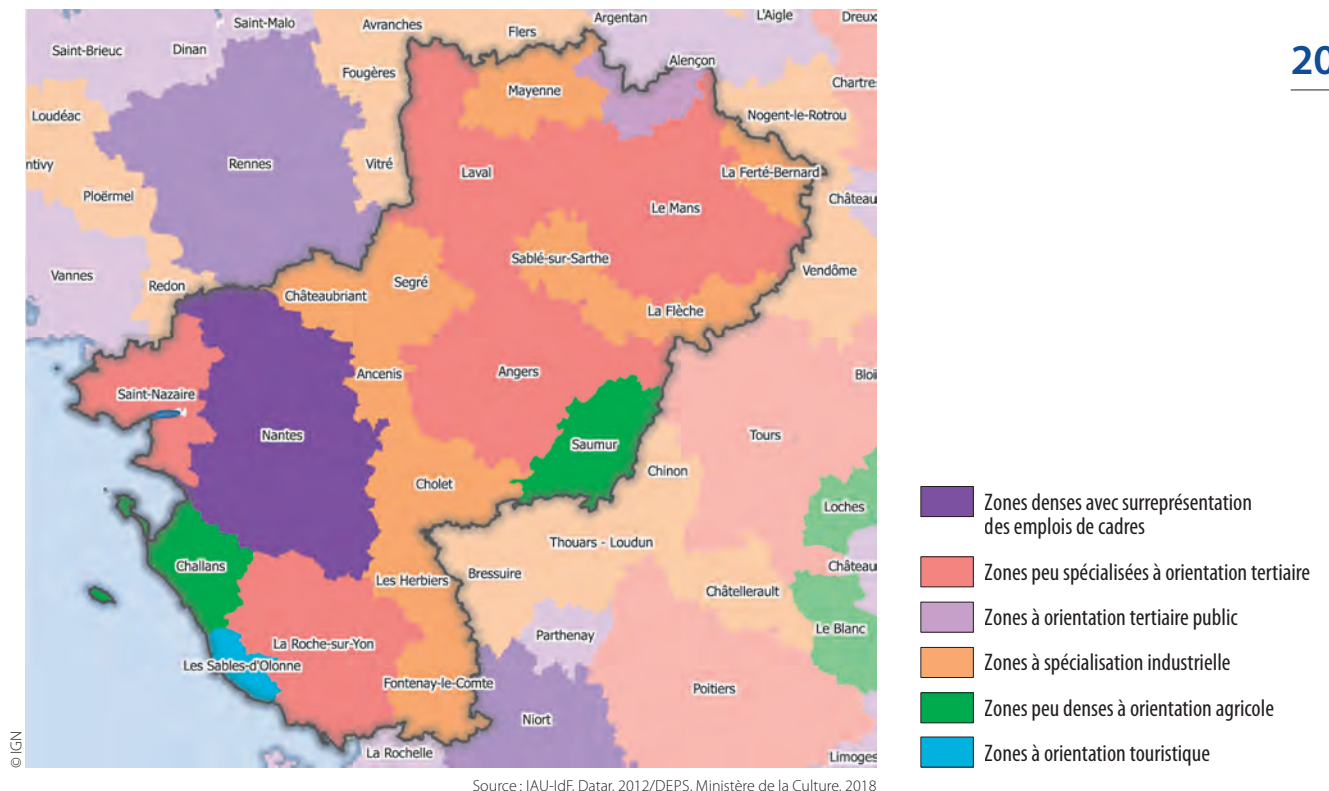 Saint-Malo
Avranches
Flers
Argentan
L'Aigle
Dreux
Saint-Brieuc
Dinan
Fougères
Alençon
Chartre
20
Mayenne
Loudéac
Nogent-le-Rotrou
ntivy
Rennes
Vitré
Laval
La Ferté-Bernard
Ploërmel
Le Mans
Château
Vannes
Redon
Châteaubriant
Segré
Sablé-sur-Sarthe
Vendôme
La Flèche
Ancenis
Angers
Bloi
Saint-Nazaire
Nantes
Saumur
Tours
Cholet
Chinon
Loches
Challans
Les Herbiers
Bressuire
Thouars - Loudun
Châtellerault
Château
Parthenay
Le Blanc
La Roche-sur-Yon
Les Sables-d'Olonne
Fontenay-le-Comte
Poitiers
Niort
La Rochelle
Limoges
© IGN
Zones denses avec surreprésentation
des emplois de cadres
Zones peu spécialisées à orientation tertiaire
Zones à orientation tertiaire public
Zones à spécialisation industrielle
Zones peu denses à orientation agricole
Zones à orientation touristique
Source : IAU-IdF. Datar. 2012/DEPS. Ministère de la Culture. 2018